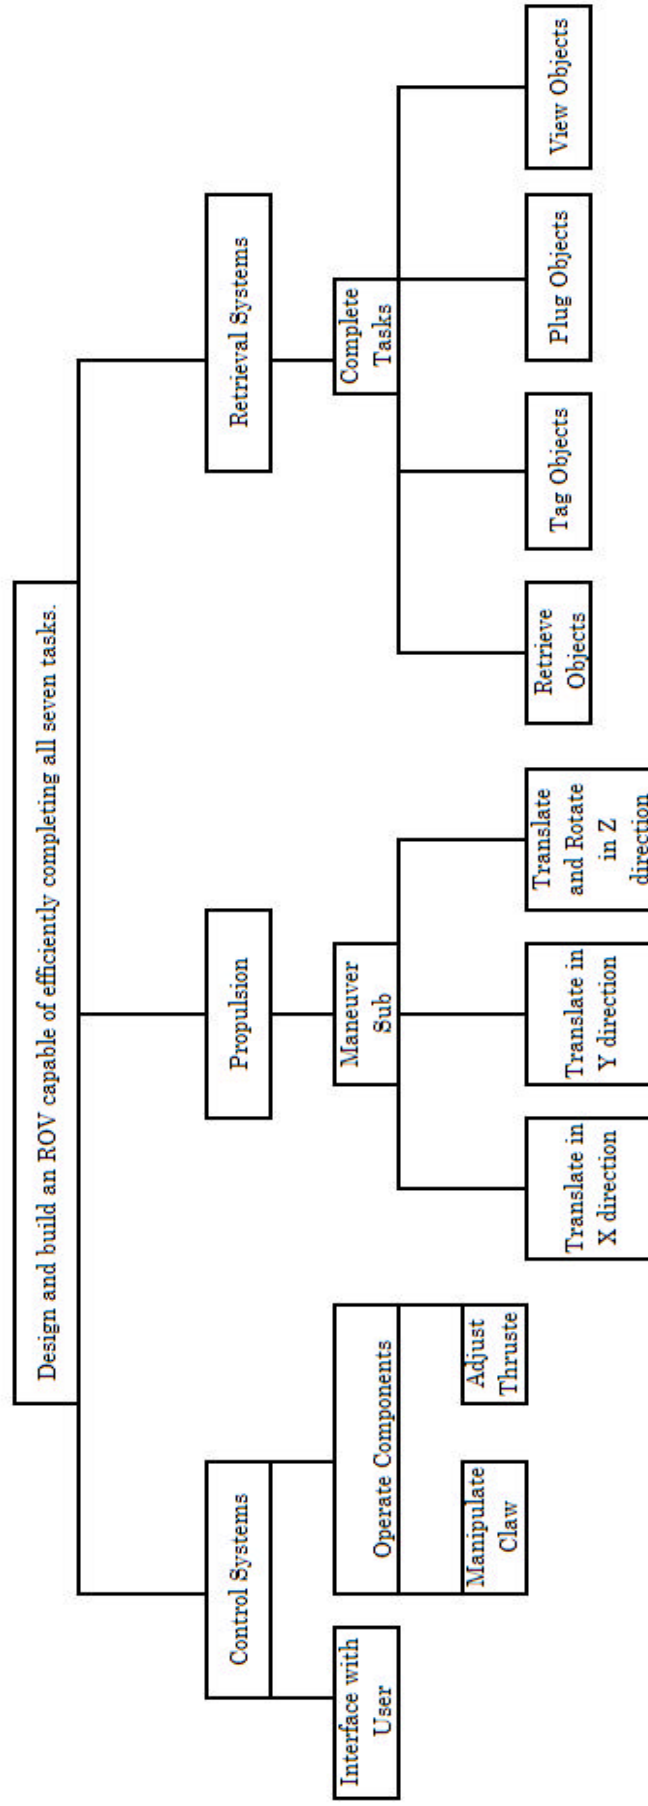 Design and build an ROV capable of efficiently completing all seven tasks.
Control Systems
Propulsion
Retrieval Systems
Interface with
User
Operate Components
Maneuver
Sub
Complete
Tasks
Manipulate
Claw
Adjust
Thruste
Translate in
X direction
Translate in
Y direction
Translate
and Rotate
in Z
direction
Retrieve
Objects
Tag Objects
Plug Objects
View Objects